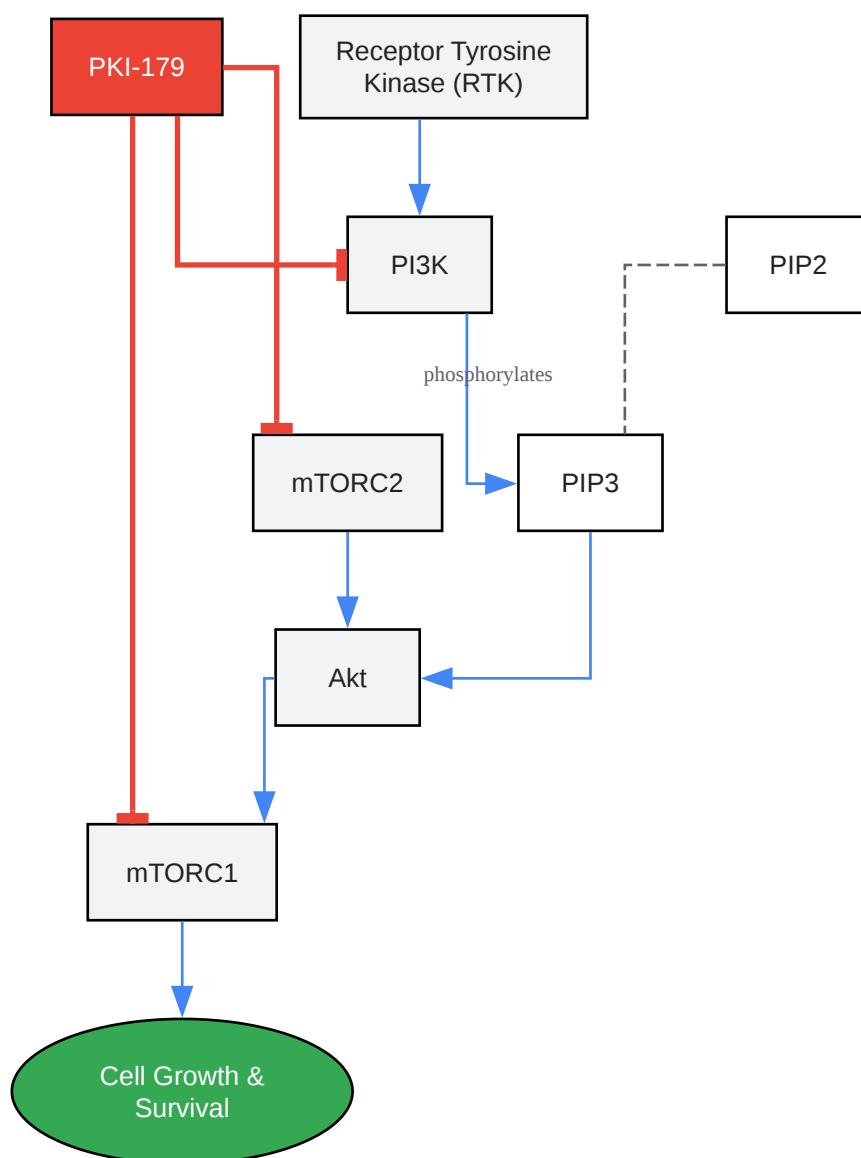 PKI-179
Receptor Tyrosine
Kinase (RTK)
PI3K
PIP2
phosphorylates
mTORC2
PIP3
Akt
mTORC1
Cell Growth &
Survival